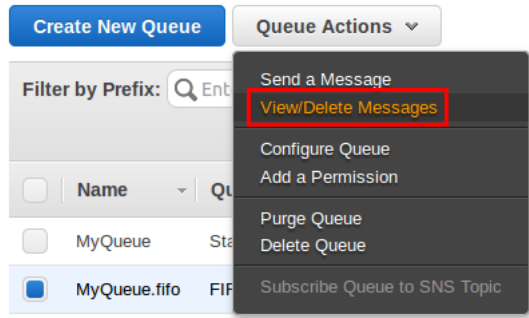 Create New Queue
Queue Actions
Filter by Prefix:
Send a Message
View/Delete Messages
Configure Queue
Add a Permission
Purge Queue
Delete Queue
Subscribe Queue to SNS Topic
Name
MyQueue
MyQueue.fifo